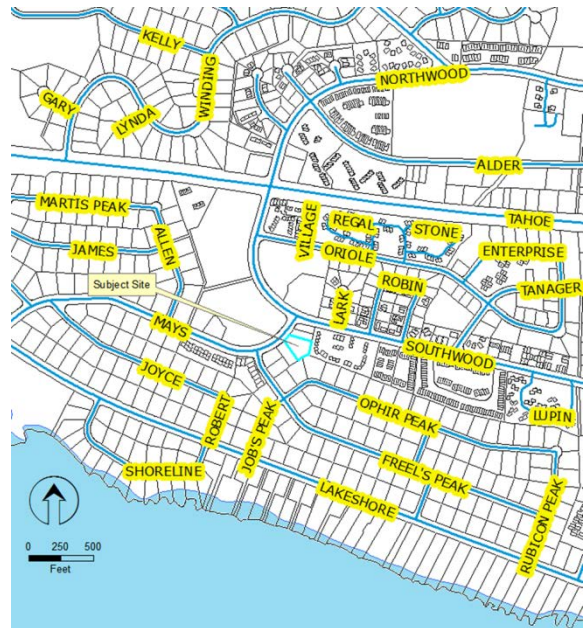 KELLY
WINDING
NORTHWOOD
GARY
LYNDA
ALDER
MARTIS PEAK
VILLAGE
REGAL
STONE
TAHOE
JAMES
ALLEN
ORIOLE
ENTERPRISE
Subject Site
ROBIN
TANAGER
LARK
MAYS
SOUTHWOOD
JOYCE
OPHIR PEAK
LUPIN
ROBERT
JOB'S PEAK
FREEL'S PEAK
SHORELINE
LAKESHORE
RUBICON PEAK
0 250 500
Feet